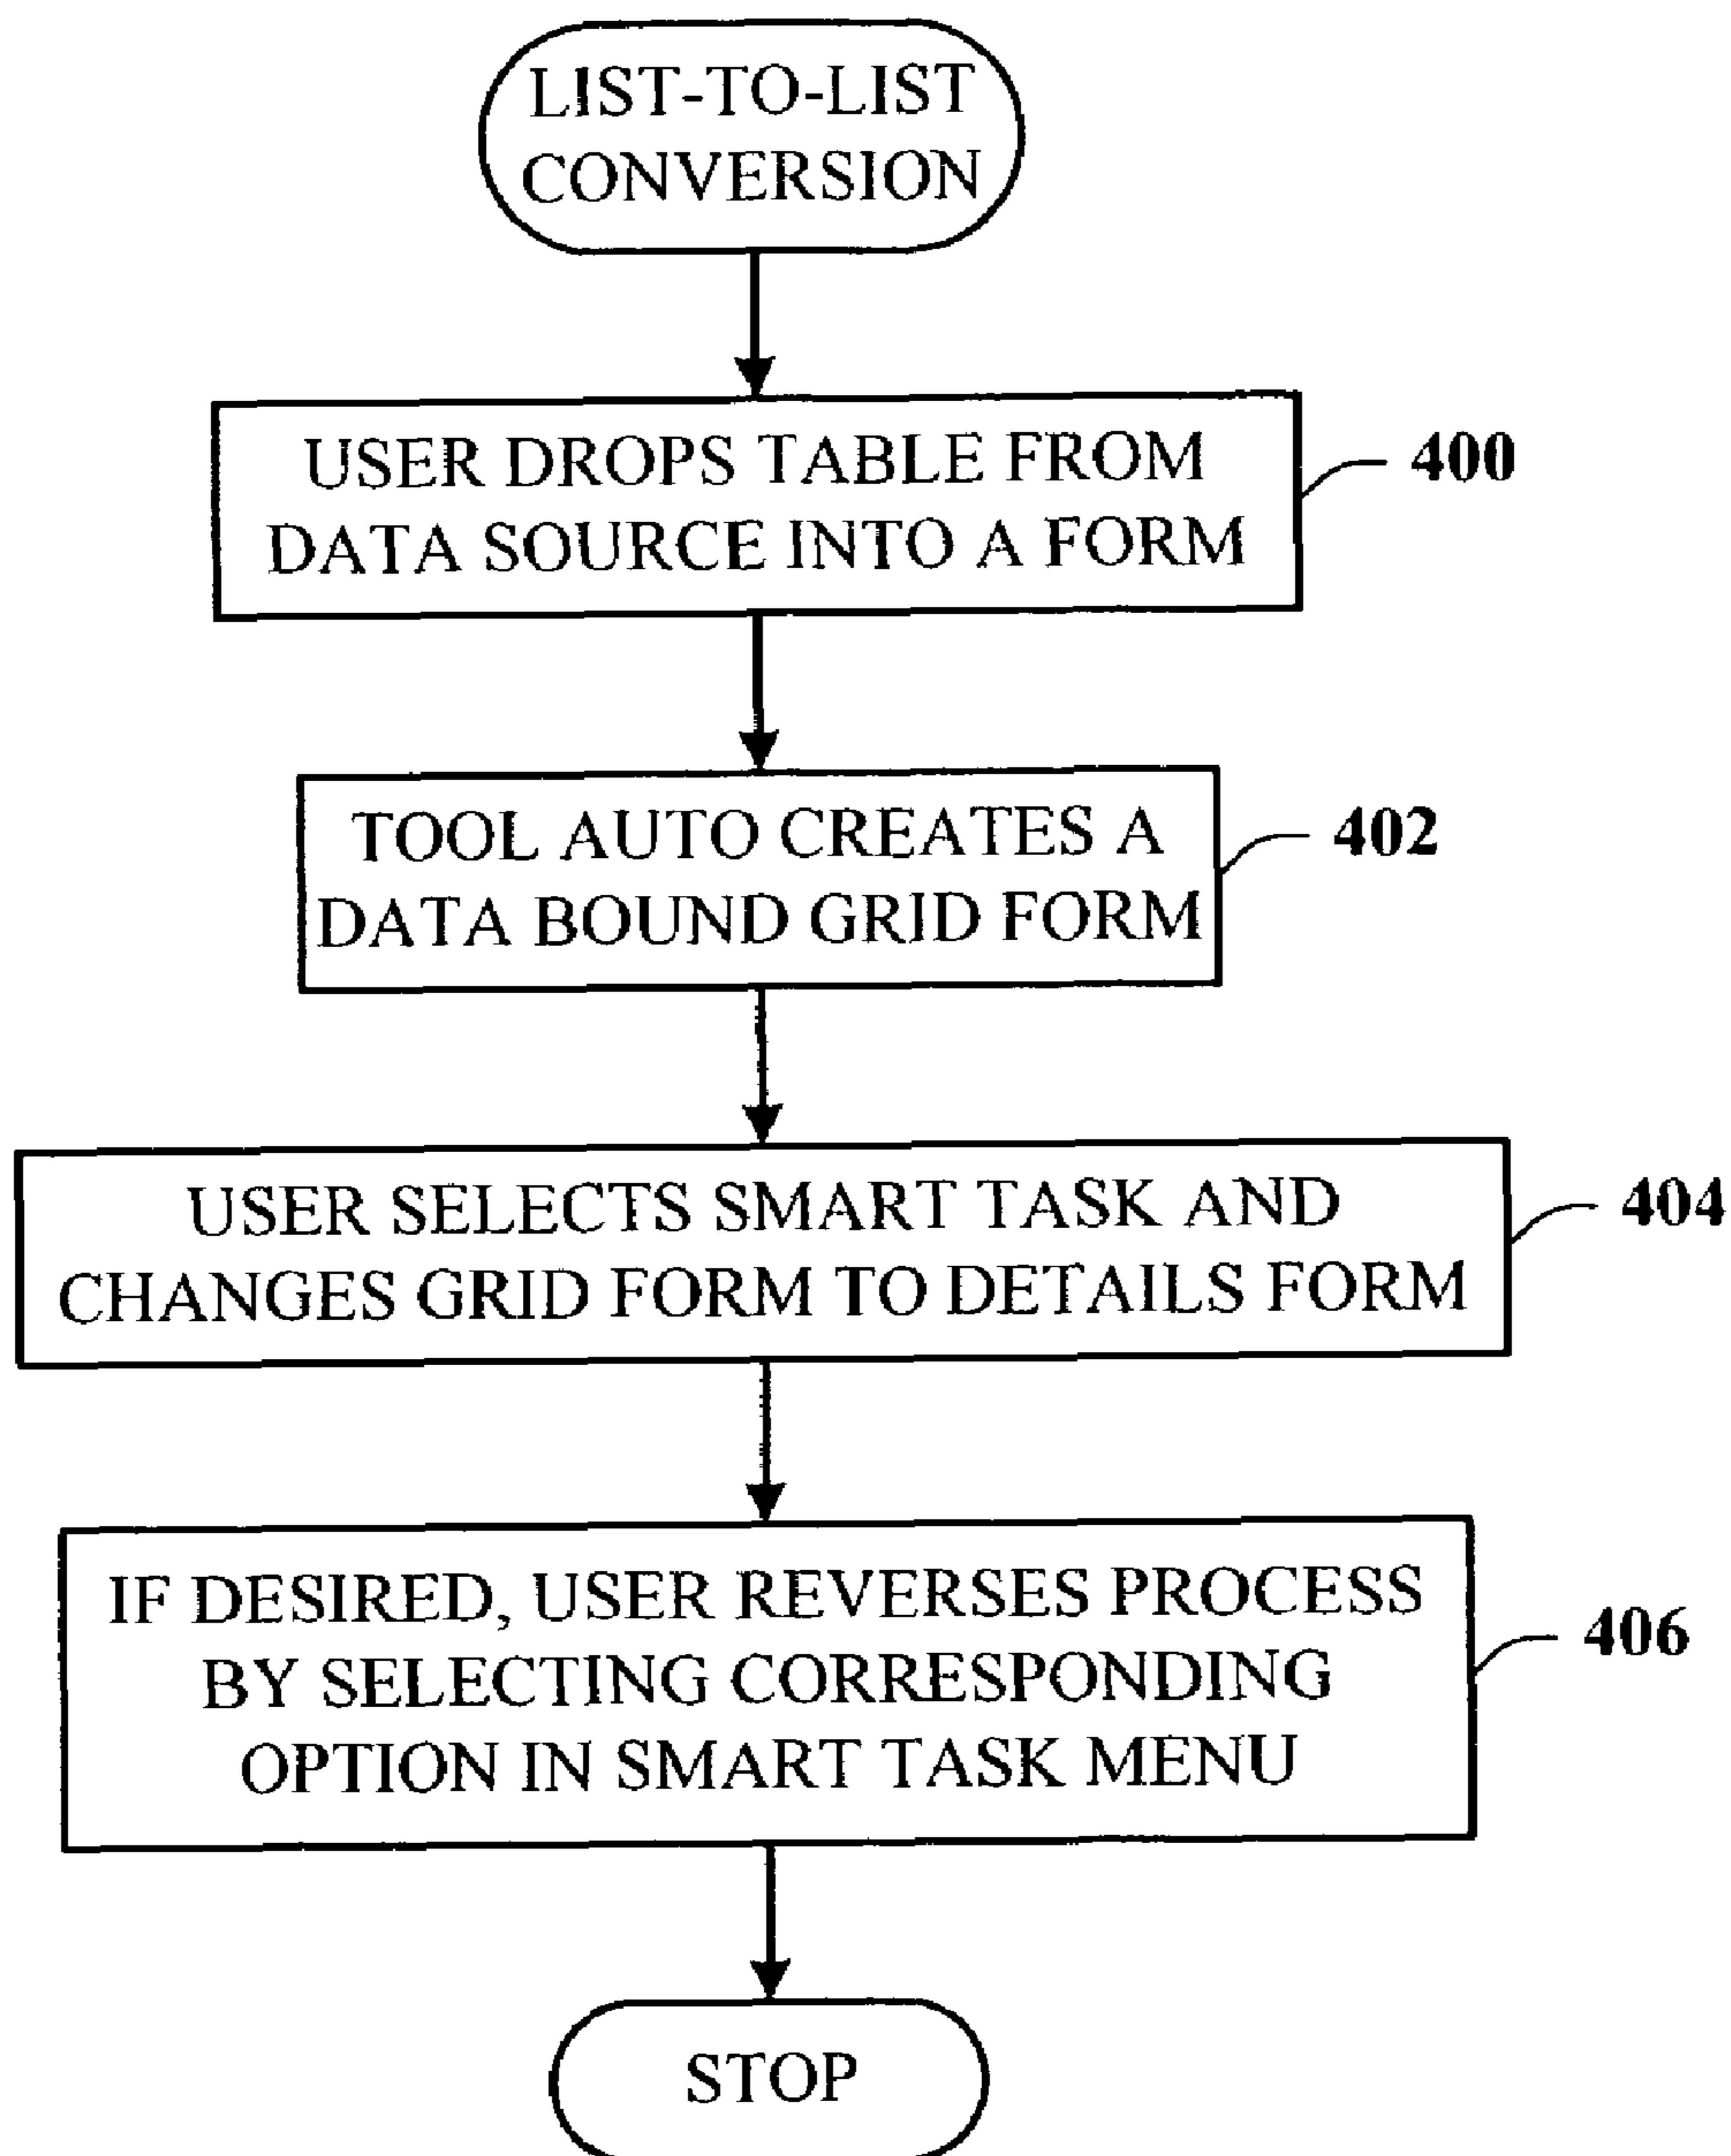 LIST-TO-LIST
CONVERSION
USER DROPS TABLE FROM
DATA SOURCE INTO A FORM
400
TOOL AUTO CREATES A
DATA BOUND GRID FORM
402
USER SELECTS SMART TASK AND
CHANGES GRID FORM TO DETAILS FORM
404
IF DESIRED, USER REVERSES PROCESS
BY SELECTING CORRESPONDING
OPTION IN SMART TASK MENU
406
STOP